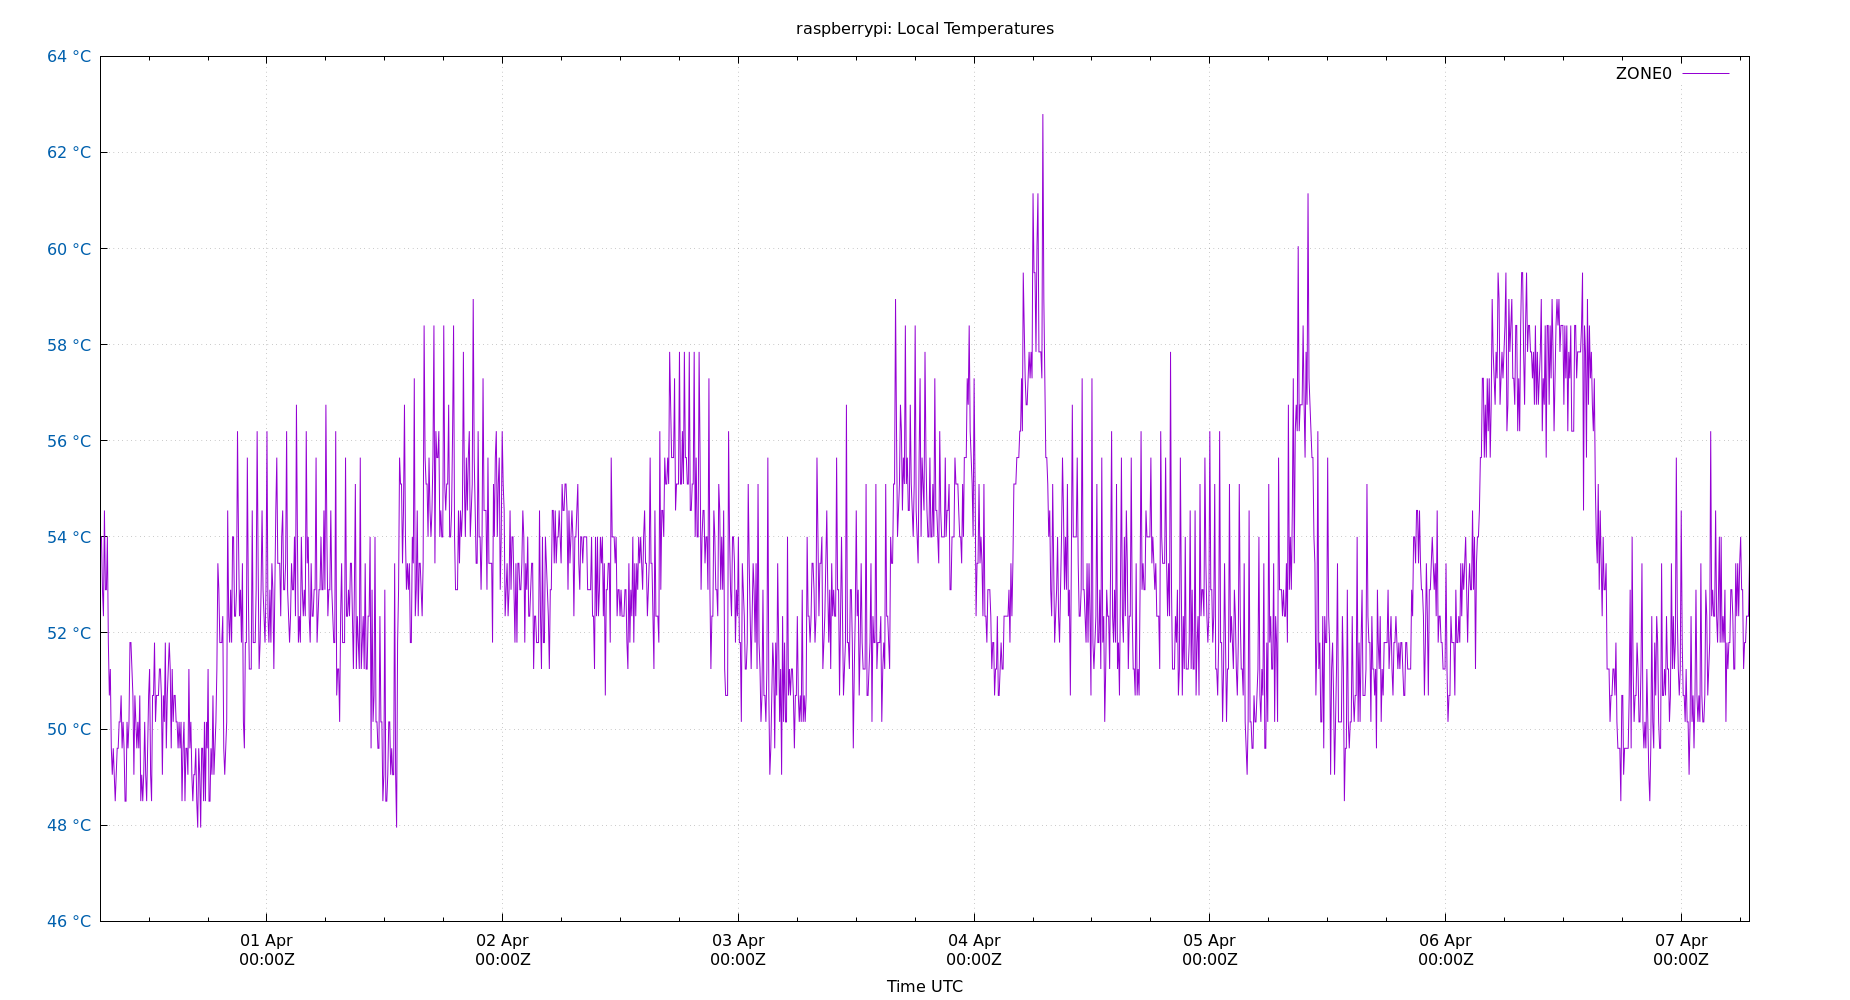 raspberrypi: Local Temperatures
ZONE0
64 °C
62 °C
60 °C
58 °C
56 °C
54 °C
52 °C
50 °C
48 °C
46 °C
01 Apr 02 Apr 03 Apr 04 Apr 05 Apr 06 Apr 07 Apr
00:00Z 00:00Z 00:00Z 00:00Z 00:00Z 00:00Z 00:00Z
Time UTC